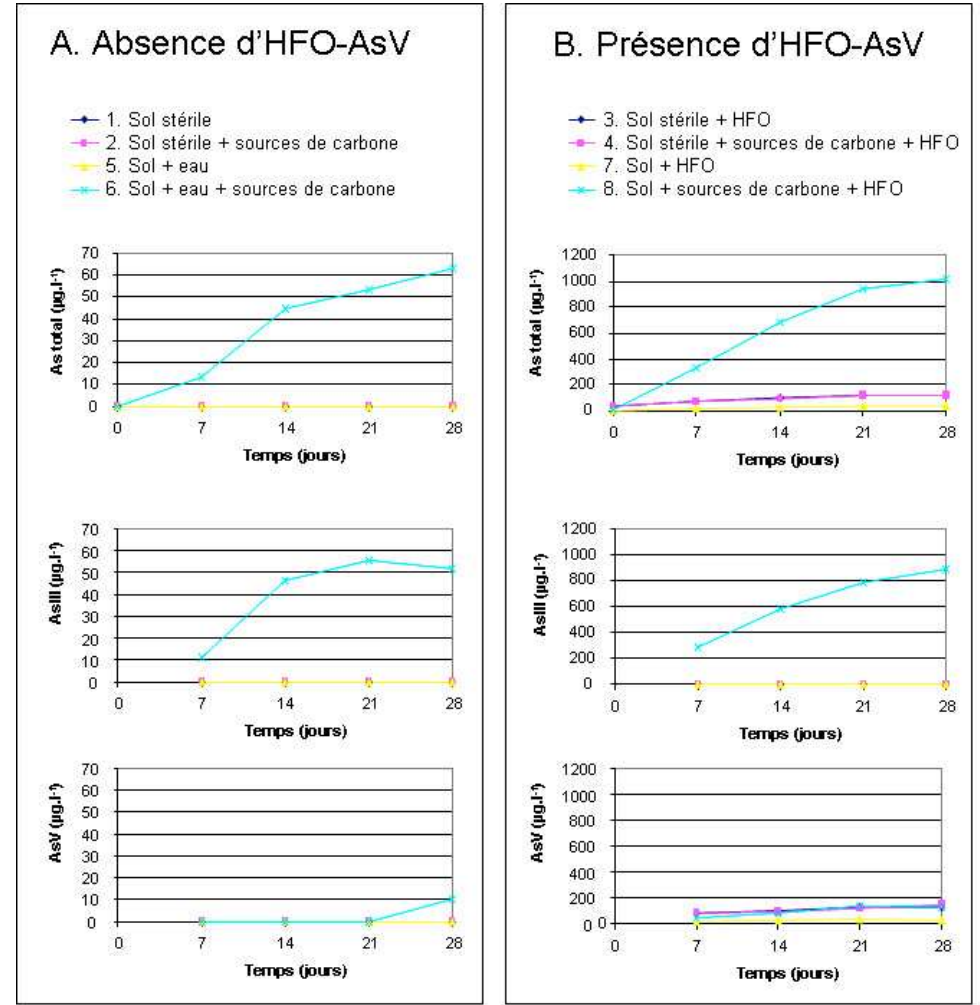 A. Absence d'HFO-AsV
1. Sol stérile
2. Sol stérile + sources de carbone
5. Sol + eau
6. Sol + eau + sources de carbone
70
60
50
40
30
20
10
0
As total (µg.l⁻¹)
0 7 14 21 28
Temps (jours)
70
60
50
40
30
20
10
0
AsIII (µg.l⁻¹)
0 7 14 21 28
Temps (jours)
70
60
50
40
30
20
10
0
AsV (µg.l⁻¹)
0 7 14 21 28
Temps (jours)
B. Présence d'HFO-AsV
3. Sol stérile + HFO
4. Sol stérile + sources de carbone + HFO
7. Sol + HFO
8. Sol + sources de carbone + HFO
1200
1000
800
600
400
200
0
As total (µg.l⁻¹)
0 7 14 21 28
Temps (jours)
1200
1000
800
600
400
200
0
AsIII (µg.l⁻¹)
0 7 14 21 28
Temps (jours)
1200
1000
800
600
400
200
0 0
AsV (µg.l⁻¹)
0 7 14 21 28
Temps (jours)